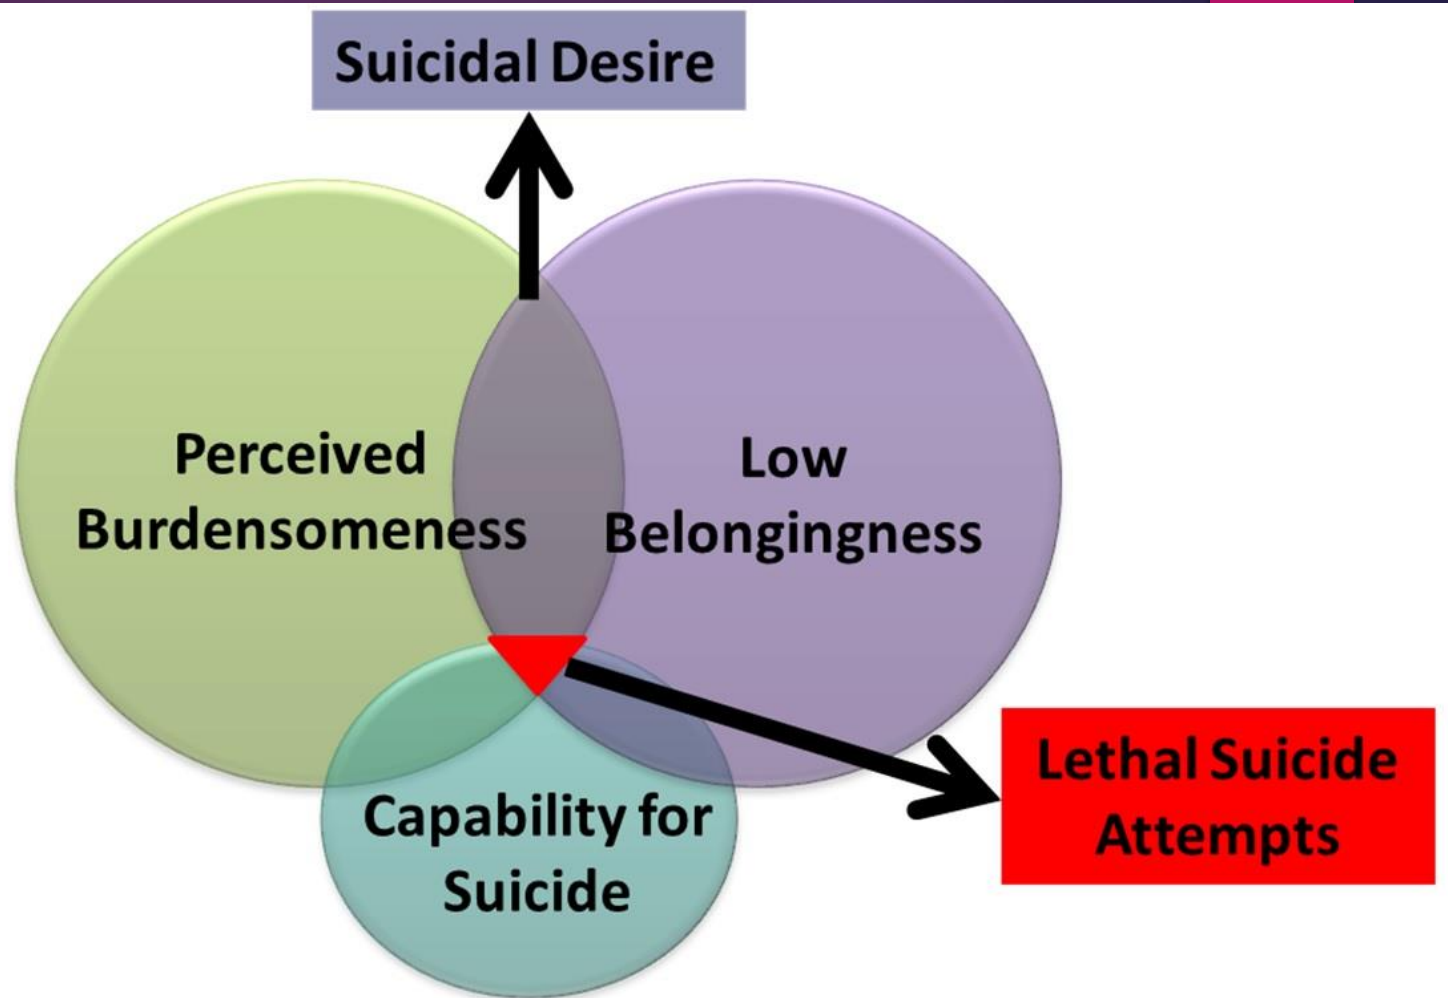 Suicidal Desire
Perceived
Burdensomeness
Low
Belongingness
Capability for
Suicide
Lethal Suicide
Attempts